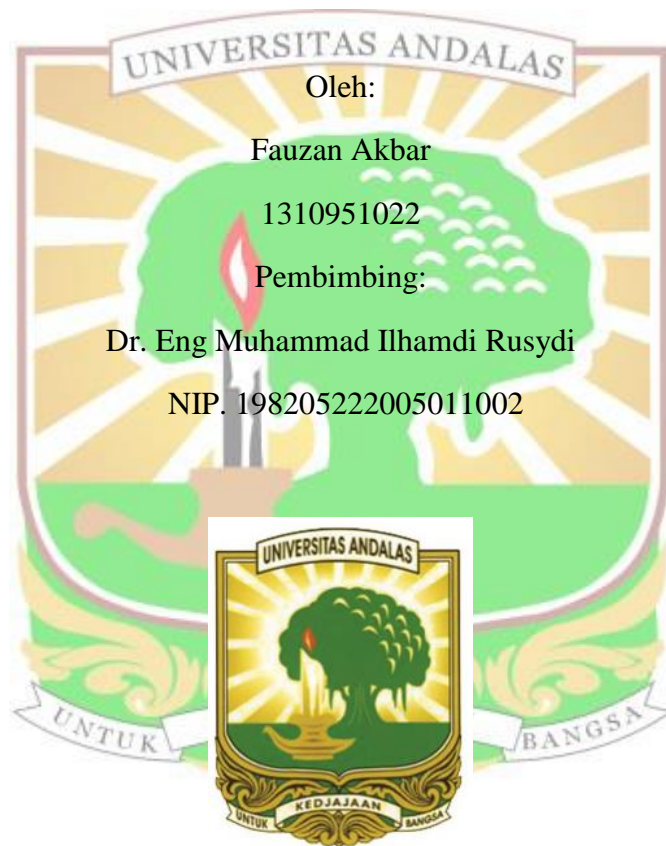 UNIVERSITAS ANDALAS
Oleh:
Fauzan Akbar
1310951022
Pembimbing:
Dr. Eng Muhammad Ilhamdi Rusydi
NIP. 198205222005011002
UNIVERSITAS ANDALAS
UNTUK BANGSA
UNTUK KEDJAJAAN BANGSA